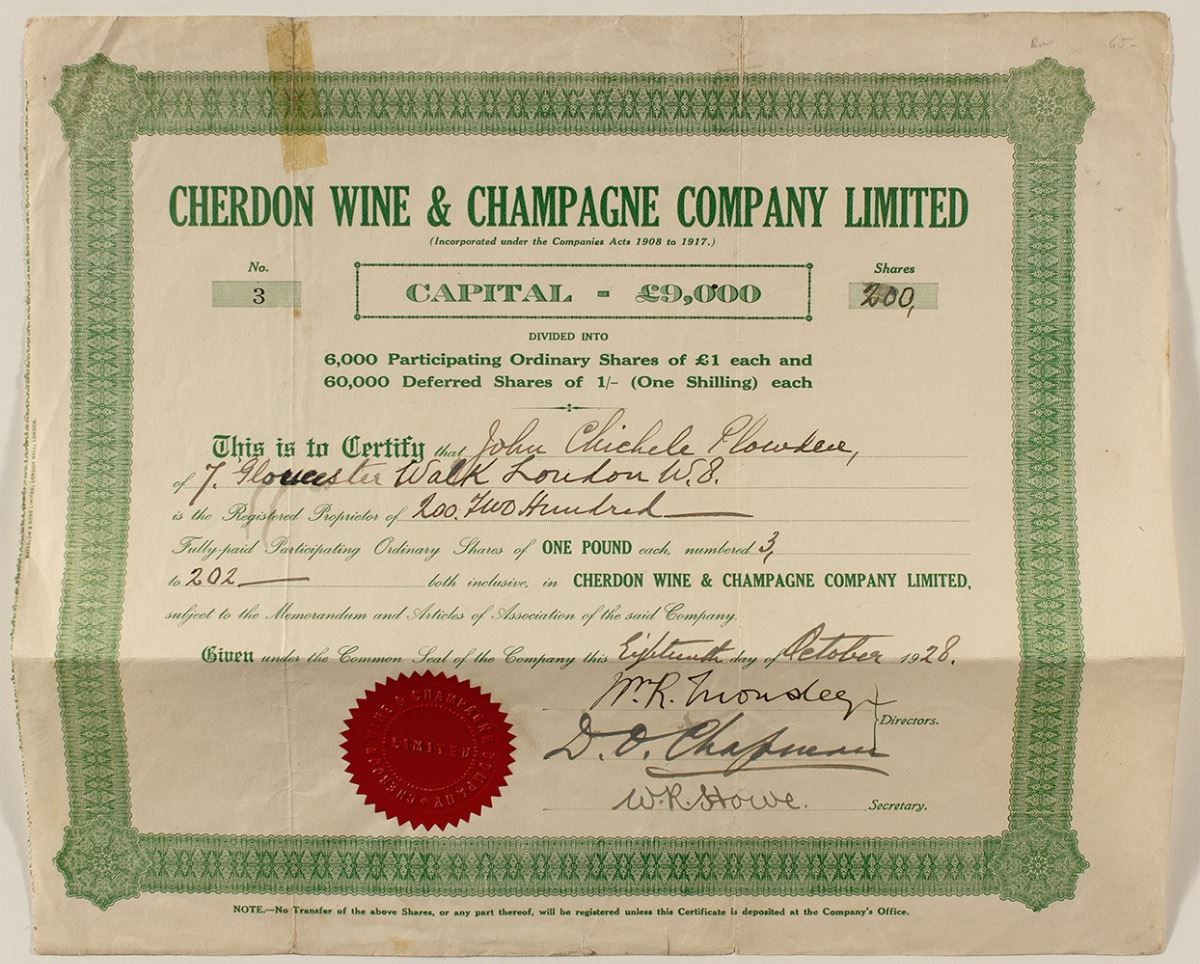 65-
CHERDON WINE & CHAMPAGNE COMPANY LIMITED
(Incorporated under the Companies Acts 1908 to 1917.)
No. Shares
3 CAPITAL - £9,000 200,
DIVIDED INTO
6,000 Participating Ordinary Shares of £1 each and
60,000 Deferred Shares of 1/- (One Shilling) each
This is to Certify that John Chichele Plowden,
of 7. Gloucester Walk London W.8.
is the Registered Proprietor of 200. Two Hundred
Fully-paid Participating Ordinary Shares of ONE POUND each, numbered 3,
to 202 both inclusive, in CHERDON WINE & CHAMPAGNE COMPANY LIMITED,
subject to the Memorandum and Articles of Association of the said Company.
Given under the Common Seal of the Company this Eighteenth day of October 1928.
W.R.
Directors.
D. O. Chapman
W.R. Howe. Secretary.
CHERDON WINE & CHAMPAGNE COMPANY
LIMITED
NOTE.—No Transfer of the above Shares, or any part thereof, will be registered unless this Certificate is deposited at the Company's Office.